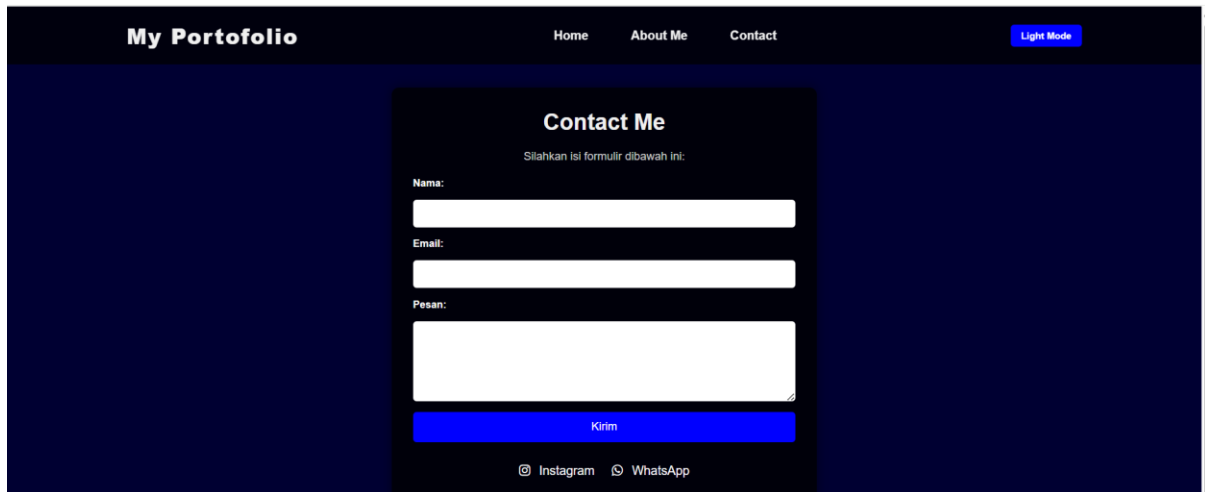 My Portofolio Home About Me Contact Light Mode
Contact Me
Silahkan isi formulir dibawah ini:
Nama:
Email:
Pesan:
Kirim
Instagram WhatsApp